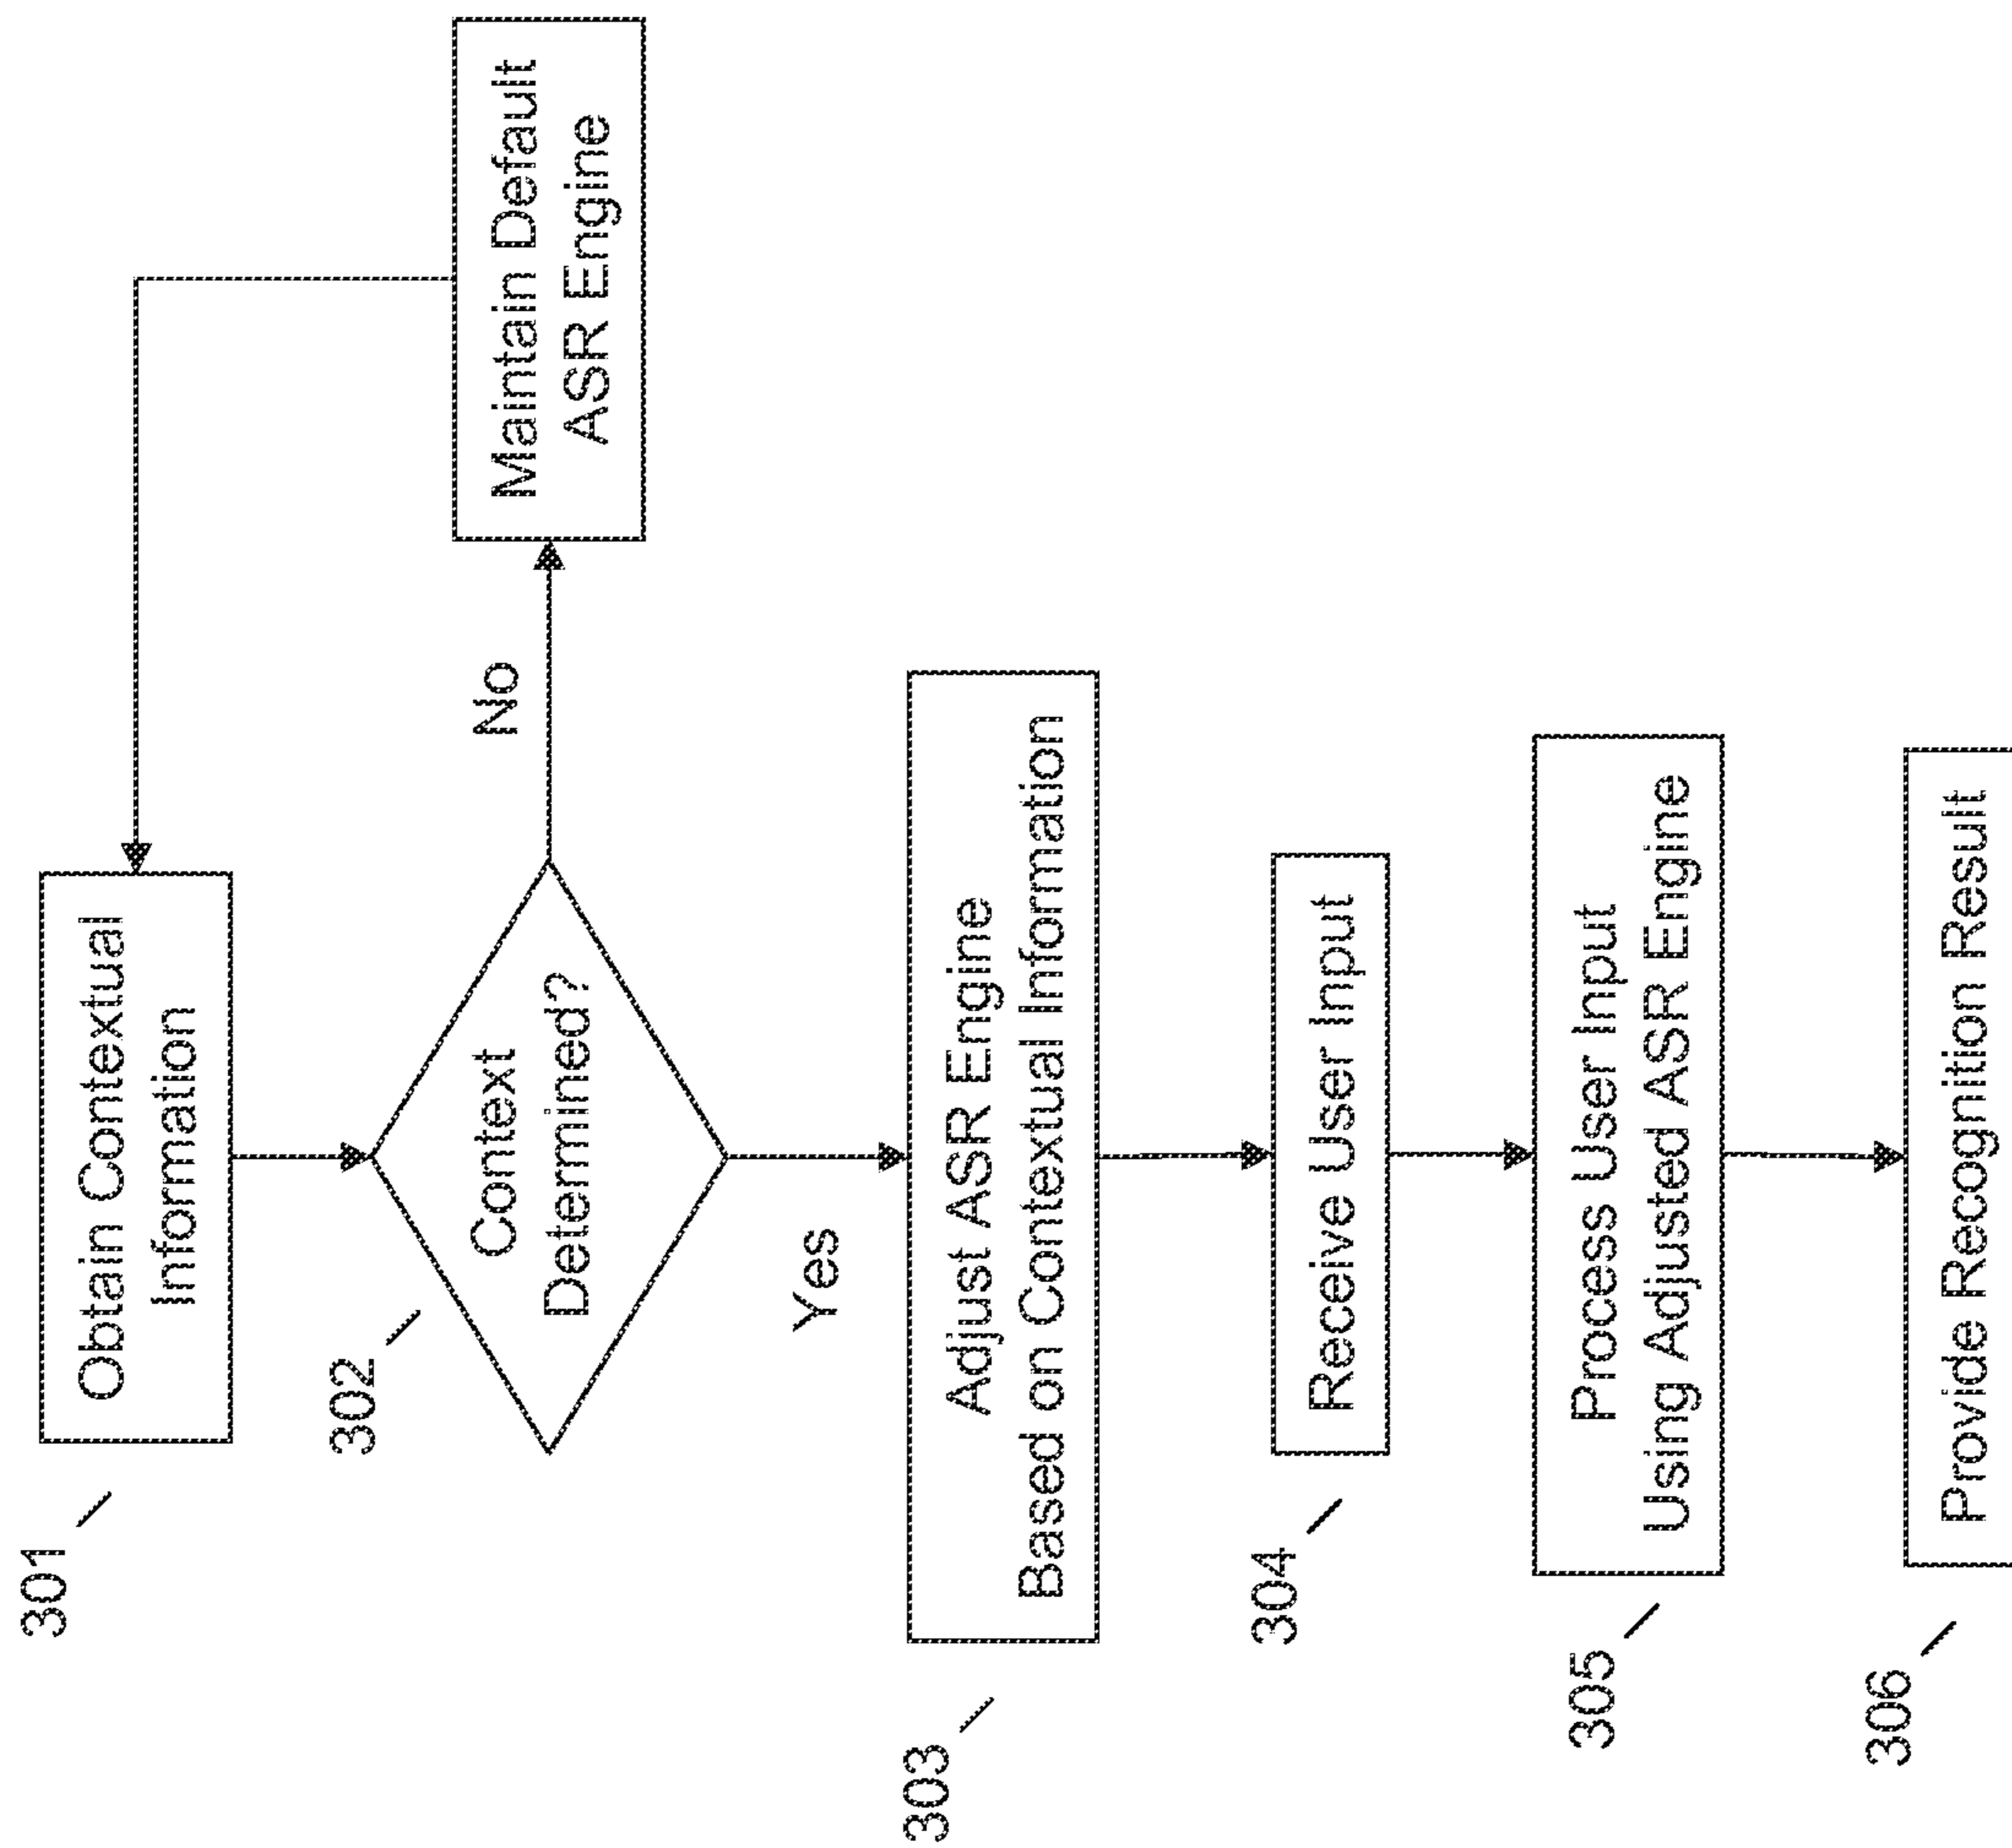 301
Obtain Contextual
Information
302
Context
Determined?
No
Maintain Default
ASR Engine
Yes
303
Adjust ASR Engine
Based on Contextual Information
304
Receive User Input
305
Process User Input
Using Adjusted ASR Engine
306
Provide Recognition Result